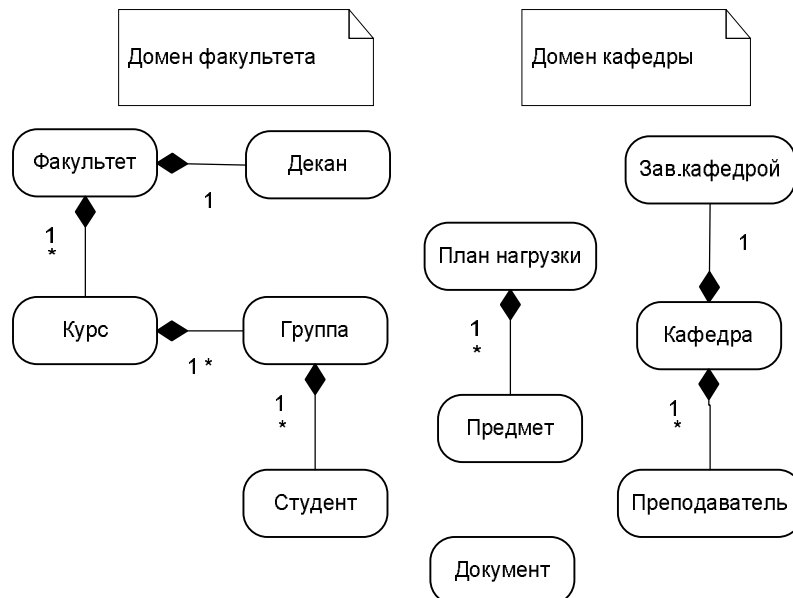 Домен факультета
Домен кафедры
Факультет
Декан
Зав.кафедрой
1
1
*
1
План нагрузки
Курс
Группа
Кафедра
1 *
1
*
1
*
1
*
Предмет
Студент
Преподаватель
Документ